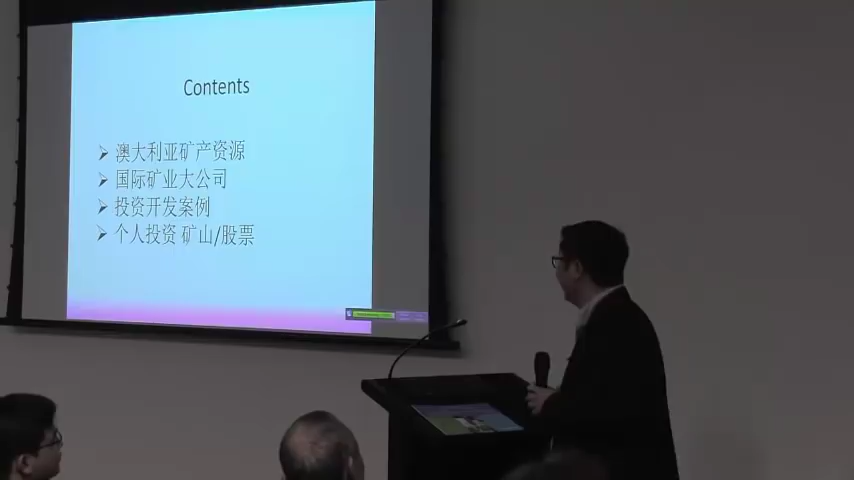 Contents
➢ 澳大利亚矿产资源
➢ 国际矿业大公司
➢ 投资开发案例
➢ 个人投资 矿山/股票